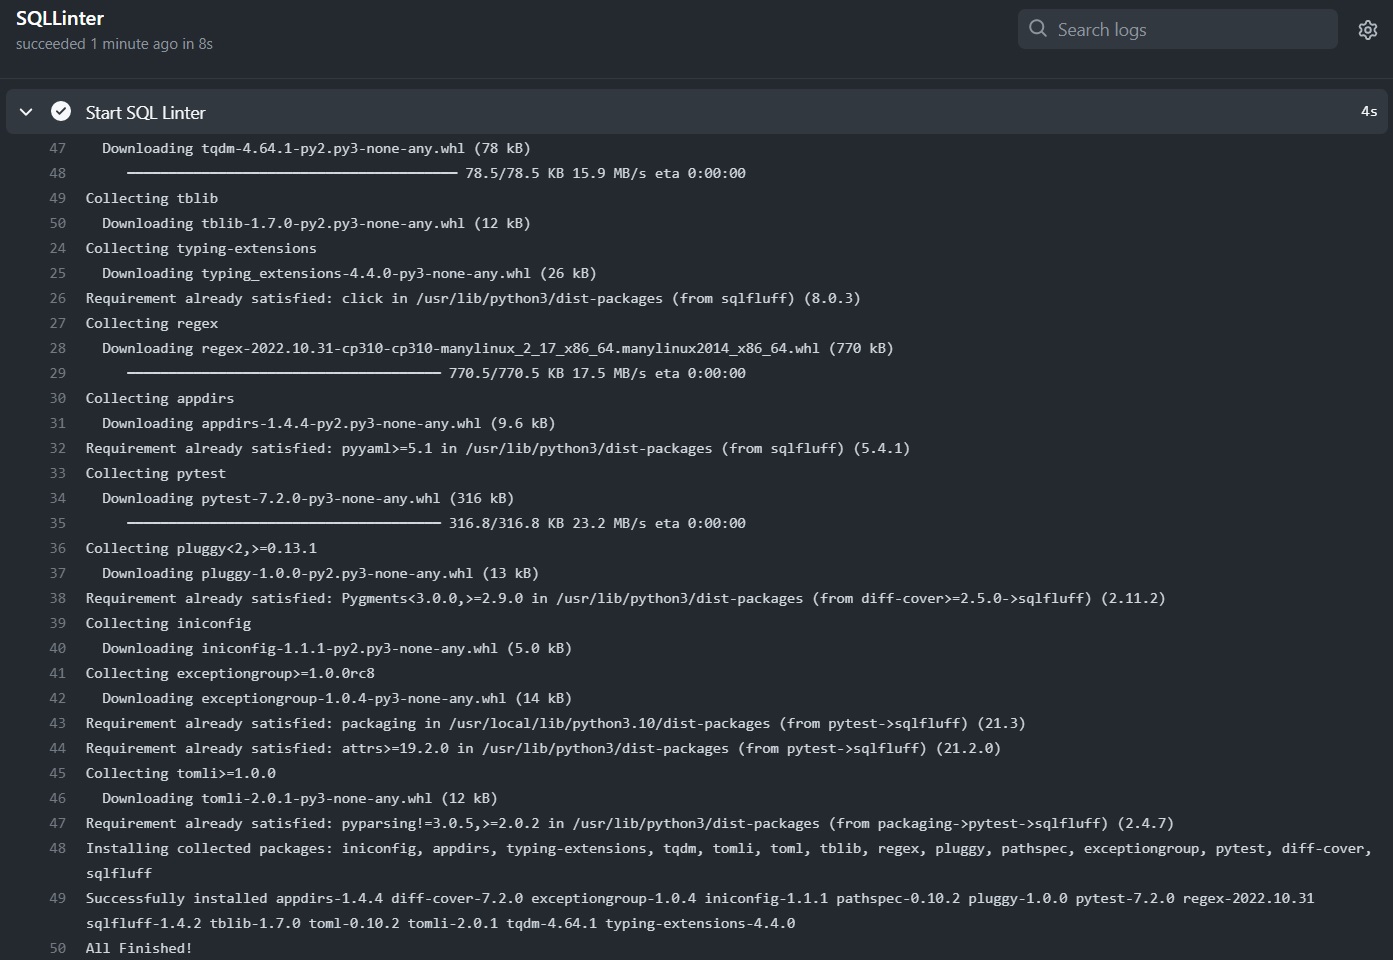 SQLLinter
succeeded 1 minute ago in 8s
Search logs
Start SQL Linter 4s
47 Downloading tqdm-4.64.1-py2.py3-none-any.whl (78 kB)
48 ━━━━━━━━━━━━━━━━━━━━━━━━━━━━━━━━━━━━━━━━ 78.5/78.5 KB 15.9 MB/s eta 0:00:00
49 Collecting tblib
50 Downloading tblib-1.7.0-py2.py3-none-any.whl (12 kB)
24 Collecting typing-extensions
25 Downloading typing_extensions-4.4.0-py3-none-any.whl (26 kB)
26 Requirement already satisfied: click in /usr/lib/python3/dist-packages (from sqlfluff) (8.0.3)
27 Collecting regex
28 Downloading regex-2022.10.31-cp310-cp310-manylinux_2_17_x86_64.manylinux2014_x86_64.whl (770 kB)
29 ━━━━━━━━━━━━━━━━━━━━━━━━━━━━━━━━━━━━━━ 770.5/770.5 KB 17.5 MB/s eta 0:00:00
30 Collecting appdirs
31 Downloading appdirs-1.4.4-py2.py3-none-any.whl (9.6 kB)
32 Requirement already satisfied: pyyaml>=5.1 in /usr/lib/python3/dist-packages (from sqlfluff) (5.4.1)
33 Collecting pytest
34 Downloading pytest-7.2.0-py3-none-any.whl (316 kB)
35 ━━━━━━━━━━━━━━━━━━━━━━━━━━━━━━━━━━━━━━ 316.8/316.8 KB 23.2 MB/s eta 0:00:00
36 Collecting pluggy<2,>=0.13.1
37 Downloading pluggy-1.0.0-py2.py3-none-any.whl (13 kB)
38 Requirement already satisfied: Pygments<3.0.0,>=2.9.0 in /usr/lib/python3/dist-packages (from diff-cover>=2.5.0->sqlfluff) (2.11.2)
39 Collecting iniconfig
40 Downloading iniconfig-1.1.1-py2.py3-none-any.whl (5.0 kB)
41 Collecting exceptiongroup>=1.0.0rc8
42 Downloading exceptiongroup-1.0.4-py3-none-any.whl (14 kB)
43 Requirement already satisfied: packaging in /usr/local/lib/python3.10/dist-packages (from pytest->sqlfluff) (21.3)
44 Requirement already satisfied: attrs>=19.2.0 in /usr/lib/python3/dist-packages (from pytest->sqlfluff) (21.2.0)
45 Collecting tomli>=1.0.0
46 Downloading tomli-2.0.1-py3-none-any.whl (12 kB)
47 Requirement already satisfied: pyparsing!=3.0.5,>=2.0.2 in /usr/lib/python3/dist-packages (from packaging->pytest->sqlfluff) (2.4.7)
48 Installing collected packages: iniconfig, appdirs, typing-extensions, tqdm, tomli, toml, tblib, regex, pluggy, pathspec, exceptiongroup, pytest, diff-cover,
sqlfluff
49 Successfully installed appdirs-1.4.4 diff-cover-7.2.0 exceptiongroup-1.0.4 iniconfig-1.1.1 pathspec-0.10.2 pluggy-1.0.0 pytest-7.2.0 regex-2022.10.31
sqlfluff-1.4.2 tblib-1.7.0 toml-0.10.2 tomli-2.0.1 tqdm-4.64.1 typing-extensions-4.4.0
50 All Finished!